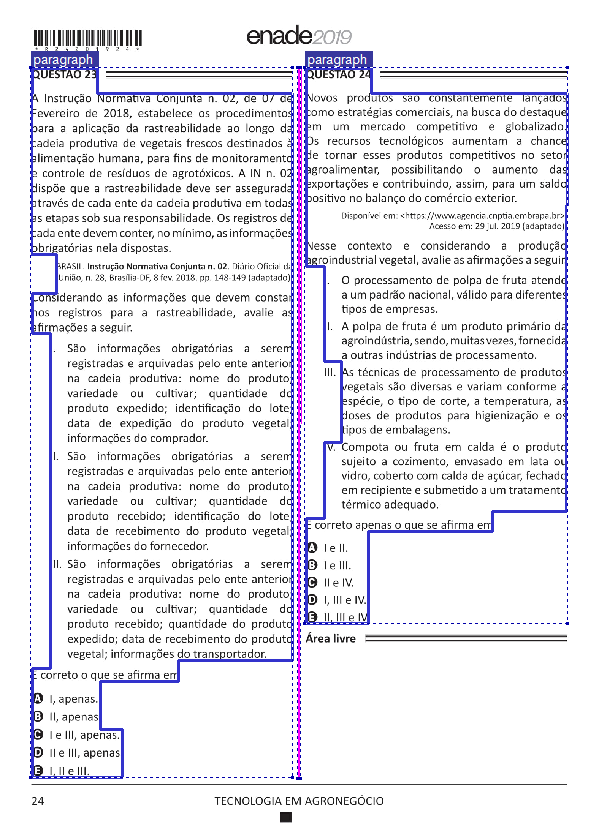 enade2019
paragraph
QUESTÃO 23
A Instrução Normativa Conjunta n. 02, de 07 de
Fevereiro de 2018, estabelece os procedimentos
para a aplicação da rastreabilidade ao longo da
cadeia produtiva de vegetais frescos destinados à
alimentação humana, para fins de monitoramento
e controle de resíduos de agrotóxicos. A IN n. 02
dispõe que a rastreabilidade deve ser assegurada
através de cada ente da cadeia produtiva em todas
as etapas sob sua responsabilidade. Os registros de
cada ente devem conter, no mínimo, as informações
obrigatórias nela dispostas.
BRASIL. Instrução Normativa Conjunta n. 02. Diário Oficial da
União, n. 28, Brasília-DF, 8 fev. 2018. pp. 148-149 (adaptado)
Considerando as informações que devem constar
nos registros para a rastreabilidade, avalie as
afirmações a seguir.
I. São informações obrigatórias a serem
registradas e arquivadas pelo ente anterior
na cadeia produtiva: nome do produto;
variedade ou cultivar; quantidade do
produto expedido; identificação do lote;
data de expedição do produto vegetal;
informações do comprador.
II. São informações obrigatórias a serem
registradas e arquivadas pelo ente anterior
na cadeia produtiva: nome do produto;
variedade ou cultivar; quantidade do
produto recebido; identificação do lote;
data de recebimento do produto vegetal;
informações do fornecedor.
III. São informações obrigatórias a serem
registradas e arquivadas pelo ente anterior
na cadeia produtiva: nome do produto;
variedade ou cultivar; quantidade do
produto recebido; quantidade do produto
expedido; data de recebimento do produto
vegetal; informações do transportador.
É correto o que se afirma em
A I, apenas.
B II, apenas
C I e III, apenas.
D II e III, apenas
E I, II e III.
paragraph
QUESTÃO 24
Novos produtos são constantemente lançados
como estratégias comerciais, na busca do destaque
em um mercado competitivo e globalizado.
Os recursos tecnológicos aumentam a chance
de tornar esses produtos competitivos no setor
agroalimentar, possibilitando o aumento das
exportações e contribuindo, assim, para um saldo
positivo no balanço do comércio exterior.
Disponível em: <https://www.agencia.cnptia.embrapa.br>
Acesso em: 29 jul. 2019 (adaptado)
Nesse contexto e considerando a produção
agroindustrial vegetal, avalie as afirmações a seguir
I. O processamento de polpa de fruta atende
a um padrão nacional, válido para diferentes
tipos de empresas.
II. A polpa de fruta é um produto primário da
agroindústria, sendo, muitas vezes, fornecida
a outras indústrias de processamento.
III. As técnicas de processamento de produtos
vegetais são diversas e variam conforme a
espécie, o tipo de corte, a temperatura, as
doses de produtos para higienização e os
tipos de embalagens.
IV. Compota ou fruta em calda é o produto
sujeito a cozimento, envasado em lata ou
vidro, coberto com calda de açúcar, fechado
em recipiente e submetido a um tratamento
térmico adequado.
É correto apenas o que se afirma em
A I e II.
B I e III.
C II e IV.
D I, III e IV.
E II, III e IV
Área livre
24
TECNOLOGIA EM AGRONEGÓCIO